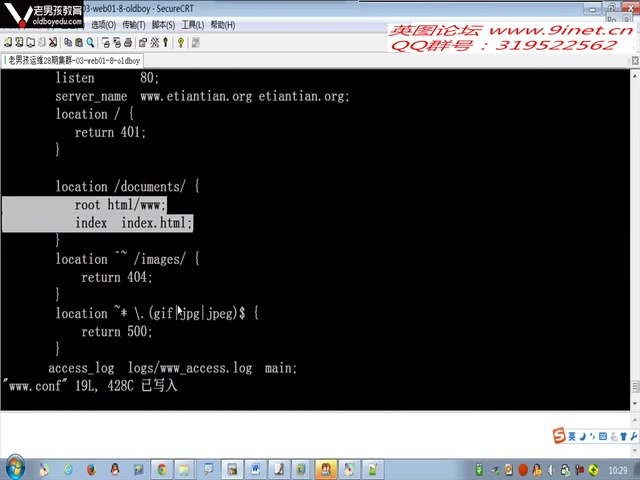 老男孩教育
oldboyedu.com
03-web01-8-oldboy - SecureCRT
选项(O) 传输(T) 脚本(S) 工具(L) 帮助(H)
英图论坛 www.9inet.cn
QQ群号：319522562
老男孩运维28期集群-03-web01-8-oldboy
listen 80;
server_name www.etiantian.org etiantian.org;
location / {
return 401;
}
location /documents/ {
root html/www;
index index.html;
}
location ^~ /images/ {
return 404;
}
location ~* \.(gif|jpg|jpeg)$ {
return 500;
}
access_log logs/www_access.log main;
"www.conf" 19L, 428C 已写入
英
10:29